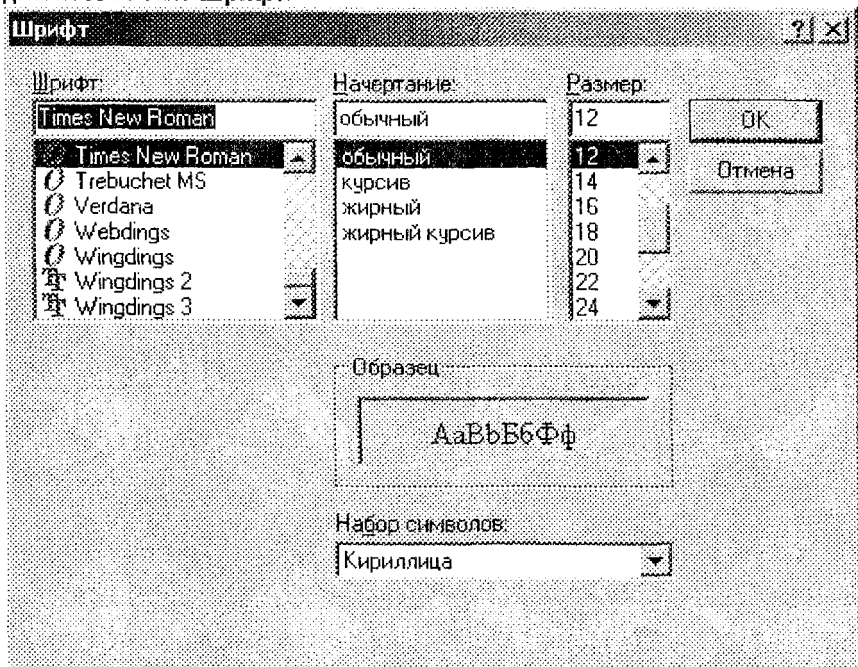 Шрифт
Шрифт:
Times New Roman
Times New Roman
Trebuchet MS
Verdana
Webdings
Wingdings
Wingdings 2
Wingdings 3
Начертание:
обычный
обычный
курсив
жирный
жирный курсив
Размер:
12
12
14
16
18
20
22
24
OK
Отмена
Образец
АаВbБбФф
Набор символов:
Кириллица